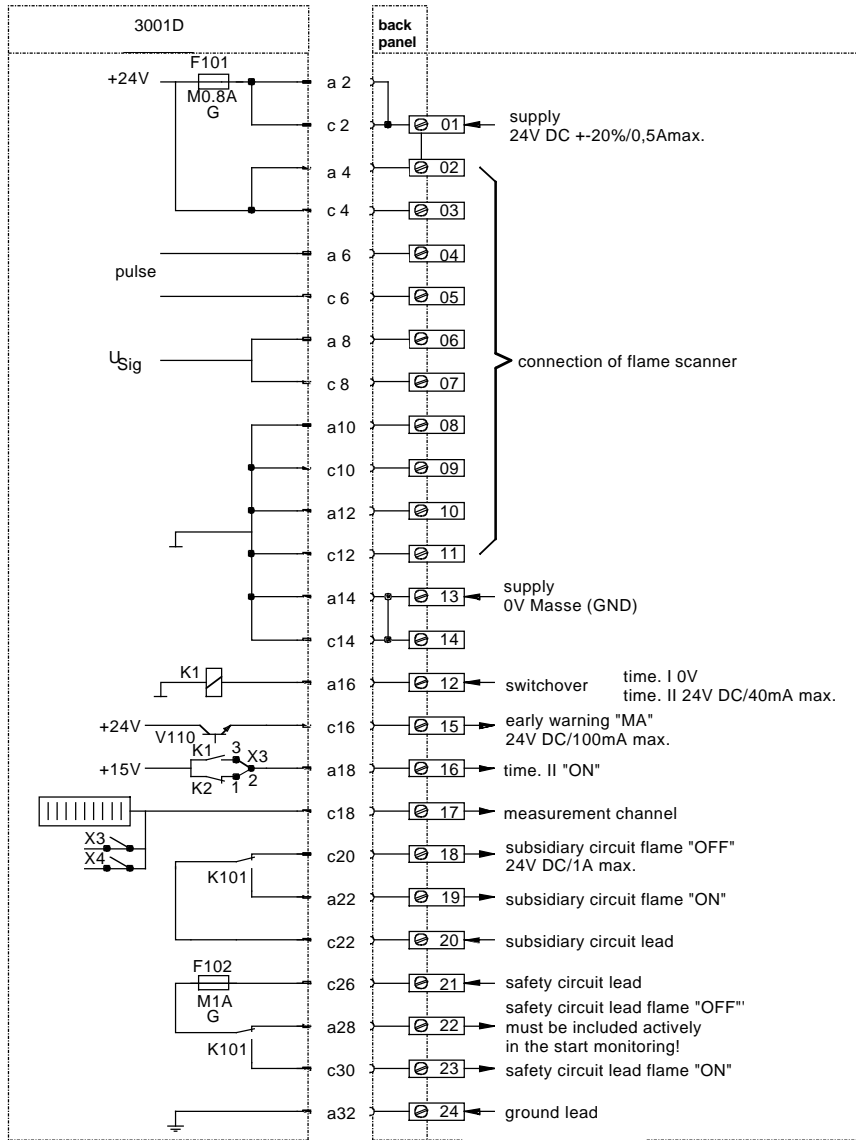 3001D
back
panel
F101
+24V
M0.8A
G
a 2
c 2
01
supply
24V DC +-20%/0,5Amax.
a 4
02
c 4
03
a 6
04
pulse
c 6
05
a 8
06
USig
connection of flame scanner
c 8
07
a10
08
c10
09
a12
10
c12
11
a14
13
supply
0V Masse (GND)
c14
14
K1
a16
12
switchover
time. I 0V
time. II 24V DC/40mA max.
+24V
V110
c16
15
early warning "MA"
24V DC/100mA max.
+15V
K1 3 X3
K2 1 2
a18
16
time. II "ON"
c18
17
measurement channel
X3
X4
K101
c20
18
subsidiary circuit flame "OFF"
24V DC/1A max.
a22
19
subsidiary circuit flame "ON"
c22
20
subsidiary circuit lead
F102
M1A
G
c26
21
safety circuit lead
K101
a28
22
safety circuit lead flame "OFF"'
must be included actively
in the start monitoring!
c30
23
safety circuit lead flame "ON"
a32
24
ground lead